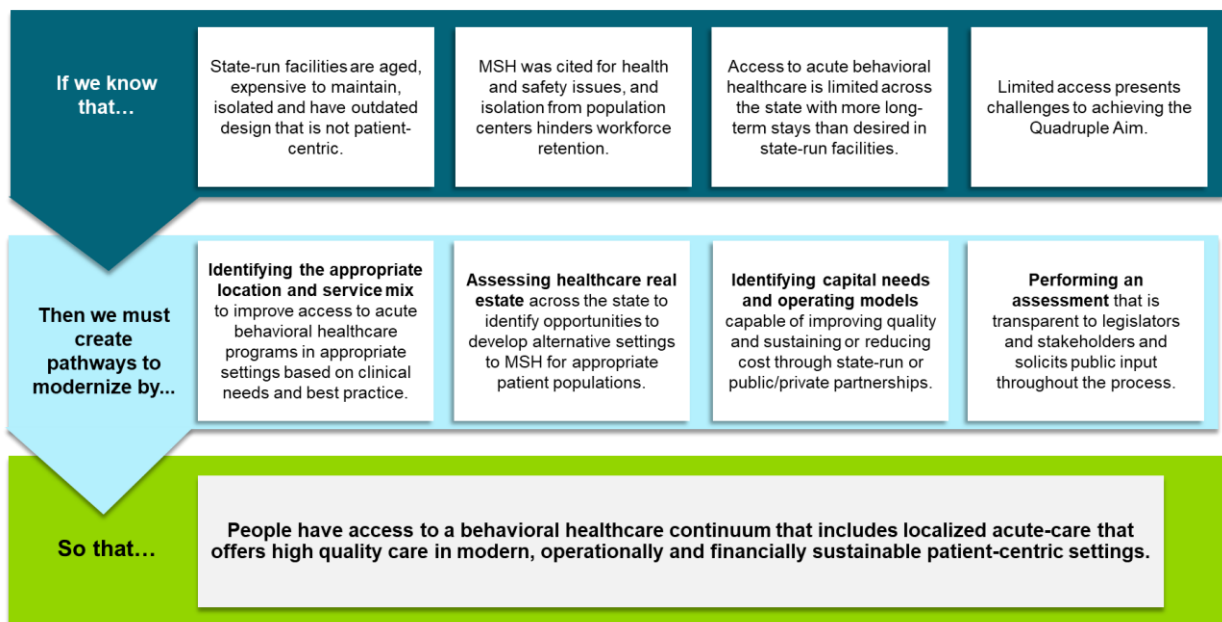 If we know
that…
State-run facilities are aged,
expensive to maintain,
isolated and have outdated
design that is not patient-
centric.
MSH was cited for health
and safety issues, and
isolation from population
centers hinders workforce
retention.
Access to acute behavioral
healthcare is limited across
the state with more long-
term stays than desired in
state-run facilities.
Limited access presents
challenges to achieving the
Quadruple Aim.
Then we must
create
pathways to
modernize by...
Identifying the appropriate
location and service mix
to improve access to acute
behavioral healthcare
programs in appropriate
settings based on clinical
needs and best practice.
Assessing healthcare real
estate across the state to
identify opportunities to
develop alternative settings
to MSH for appropriate
patient populations.
Identifying capital needs
and operating models
capable of improving quality
and sustaining or reducing
cost through state-run or
public/private partnerships.
Performing an
assessment that is
transparent to legislators
and stakeholders and
solicits public input
throughout the process.
So that…
People have access to a behavioral healthcare continuum that includes localized acute-care that
offers high quality care in modern, operationally and financially sustainable patient-centric settings.